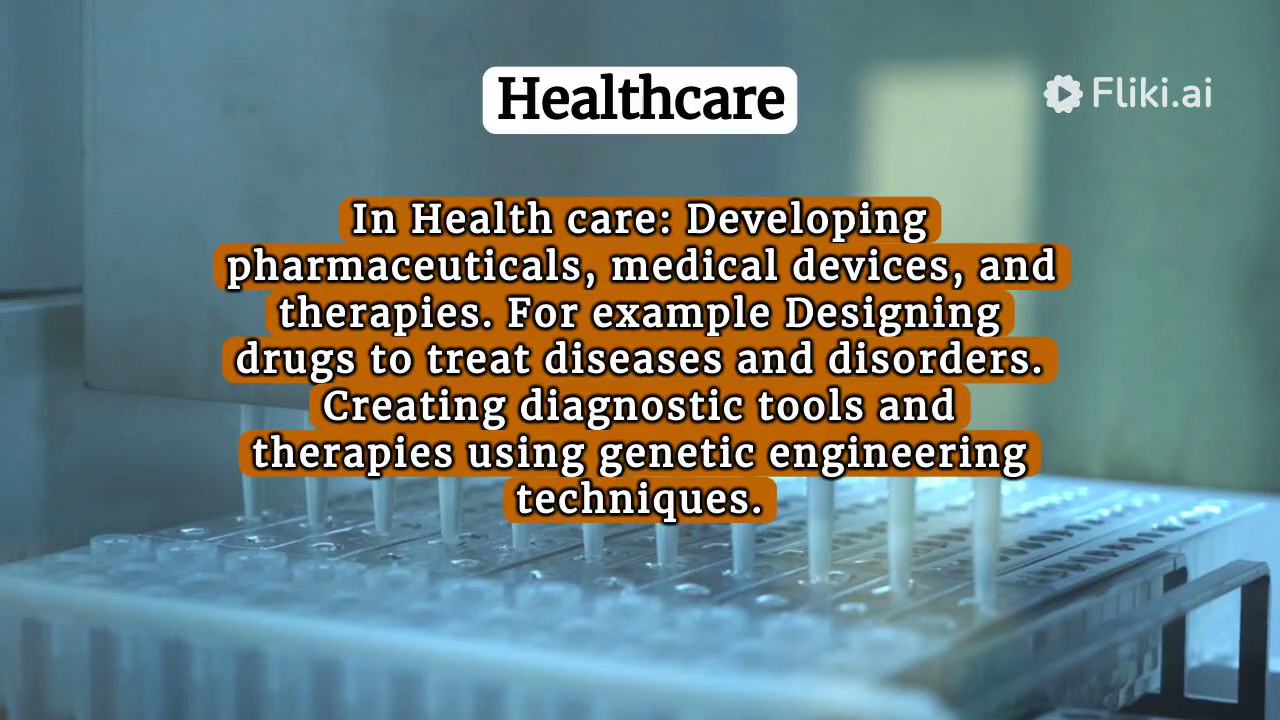 Healthcare
Fliki.ai
In Health care: Developing
pharmaceuticals, medical devices, and
therapies. For example Designing
drugs to treat diseases and disorders.
Creating diagnostic tools and
therapies using genetic engineering
techniques.